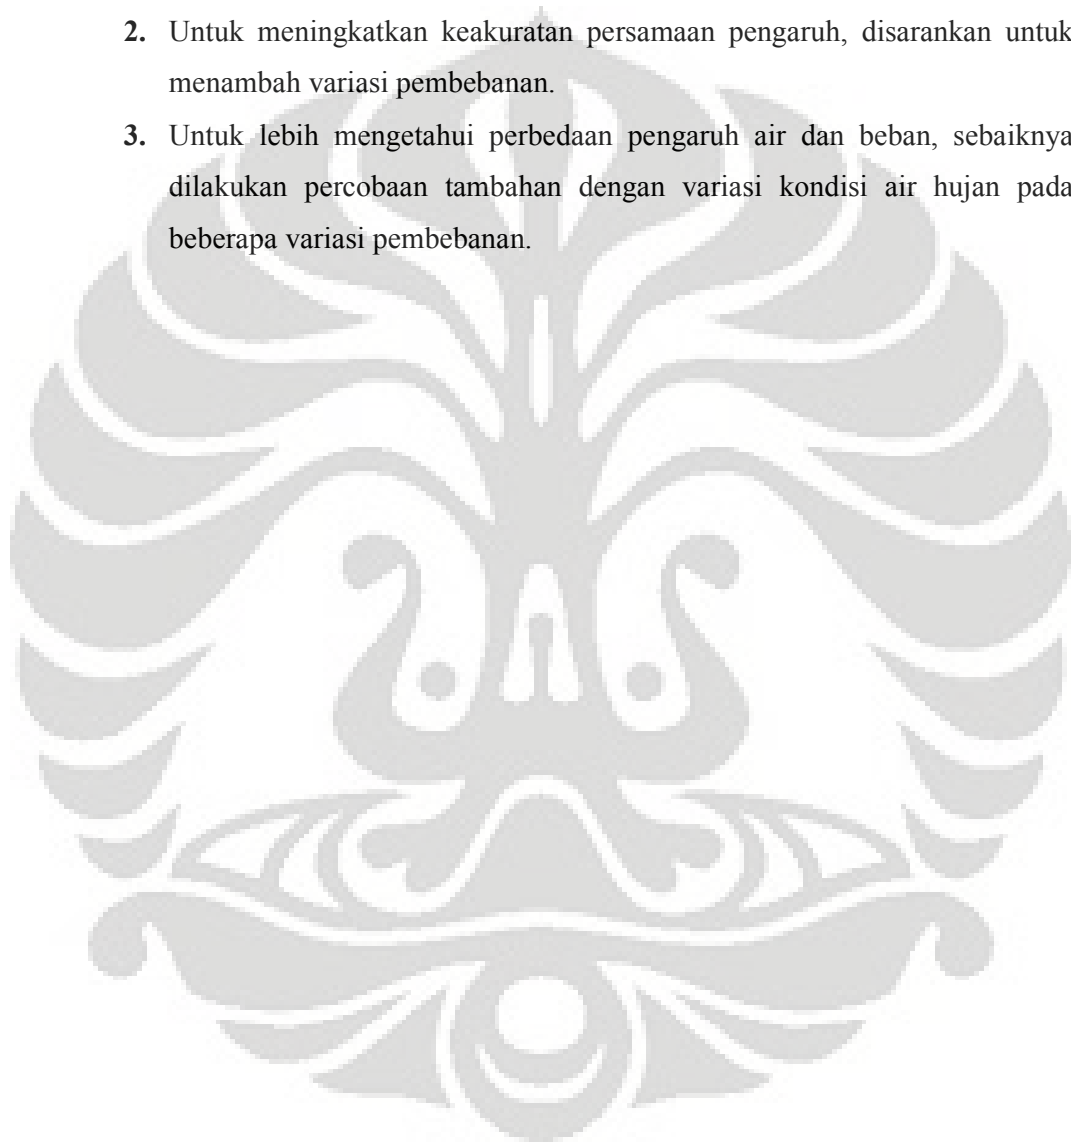 2. Untuk meningkatkan keakuratan persamaan pengaruh, disarankan untuk
menambah variasi pembebanan.
3. Untuk lebih mengetahui perbedaan pengaruh air dan beban, sebaiknya
dilakukan percobaan tambahan dengan variasi kondisi air hujan pada
beberapa variasi pembebanan.